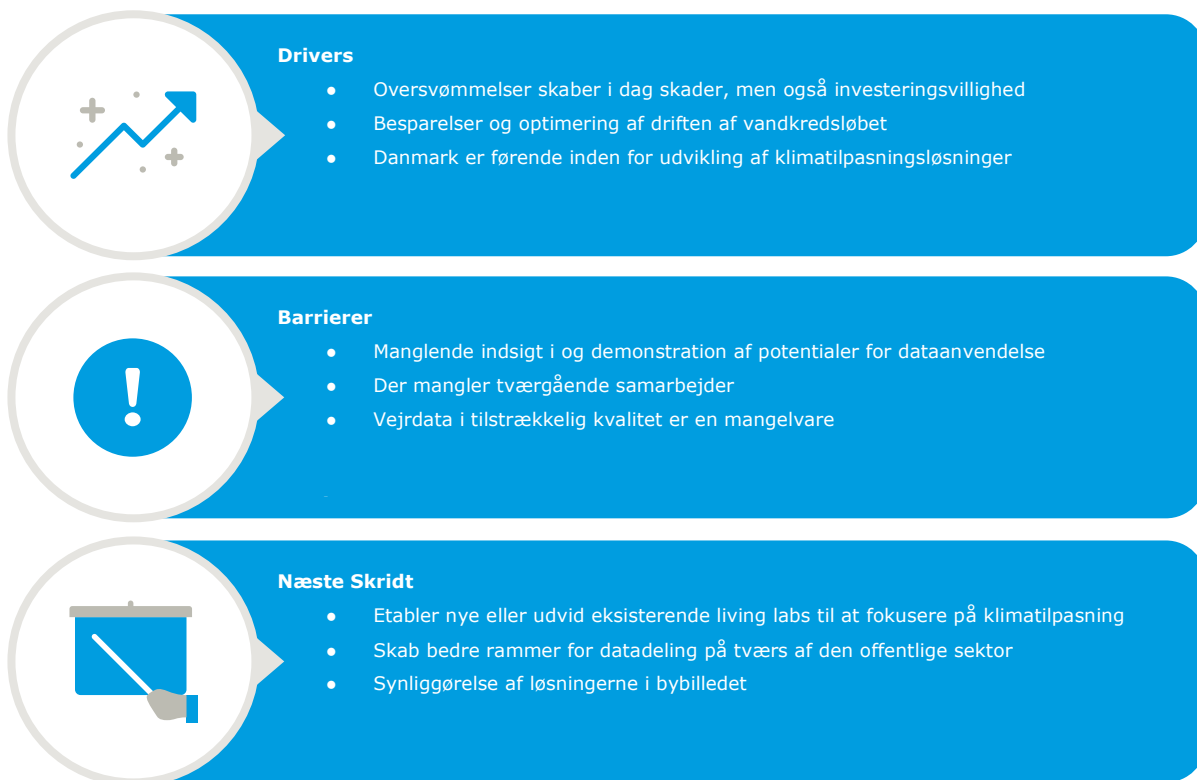 Drivers
● Oversvømmelser skaber i dag skader, men også investeringsvillighed
● Besparelser og optimering af driften af vandkredsløbet
● Danmark er førende inden for udvikling af klimatilpasningsløsninger
Barrierer
● Manglende indsigt i og demonstration af potentialer for dataanvendelse
● Der mangler tværgående samarbejder
● Vejrdata i tilstrækkelig kvalitet er en mangelvare
Næste Skridt
● Etabler nye eller udvid eksisterende living labs til at fokusere på klimatilpasning
● Skab bedre rammer for datadeling på tværs af den offentlige sektor
● Synliggørelse af løsningerne i bybilledet